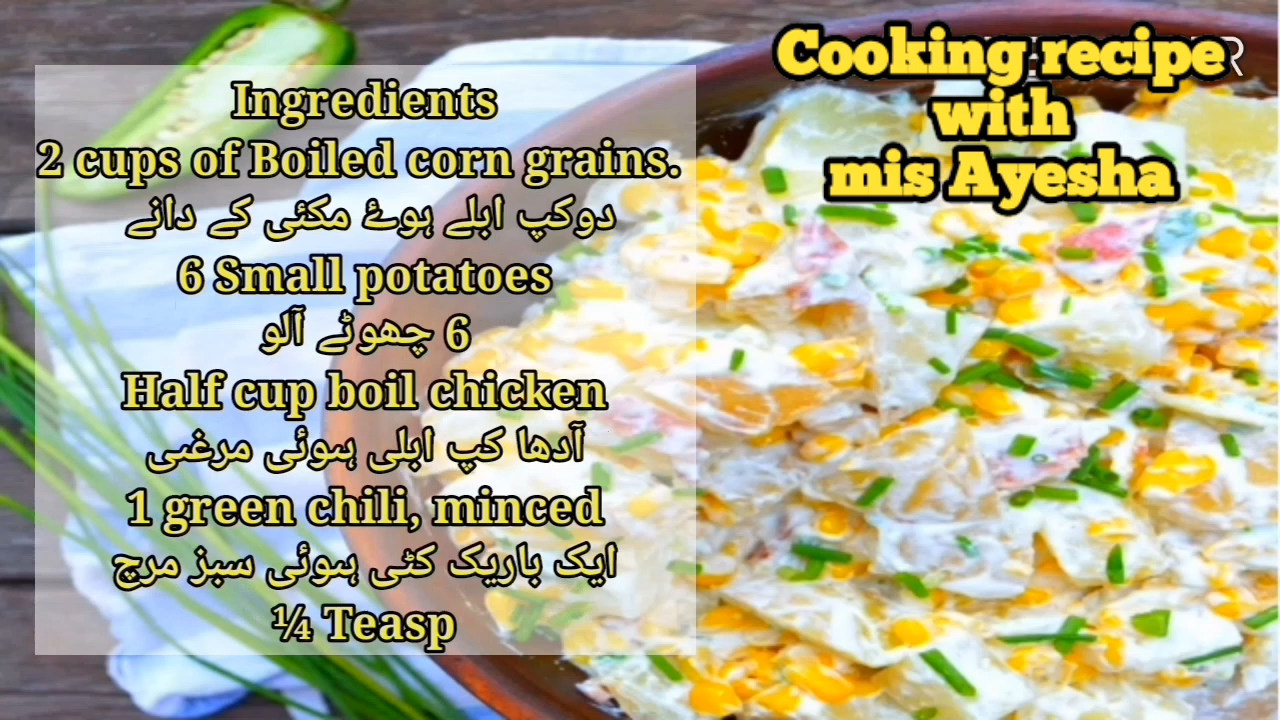 Cooking recipe
with
mis Ayesha
Ingredients
2 cups of Boiled corn grains.
دوکپ ابلے ہوۓ مکئی کے دانے
6 Small potatoes
6 چھوٹے آلو
Half cup boil chicken
آدھا کپ ابلی ہوئی مرغی
1 green chili, minced
ایک باریک کٹی ہوئی سبز مرچ
¼ Teasp